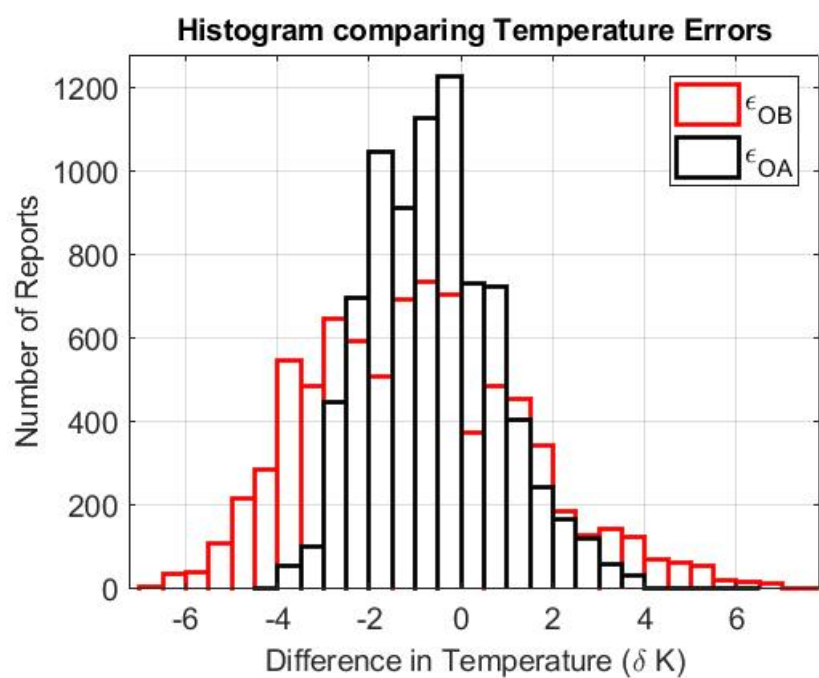 Histogram comparing Temperature Errors
1200
1000
800
600
400
200
0
Number of Reports
ϵOB
ϵOA
-6 -4 -2 0 2 4 6
Difference in Temperature (δ K)